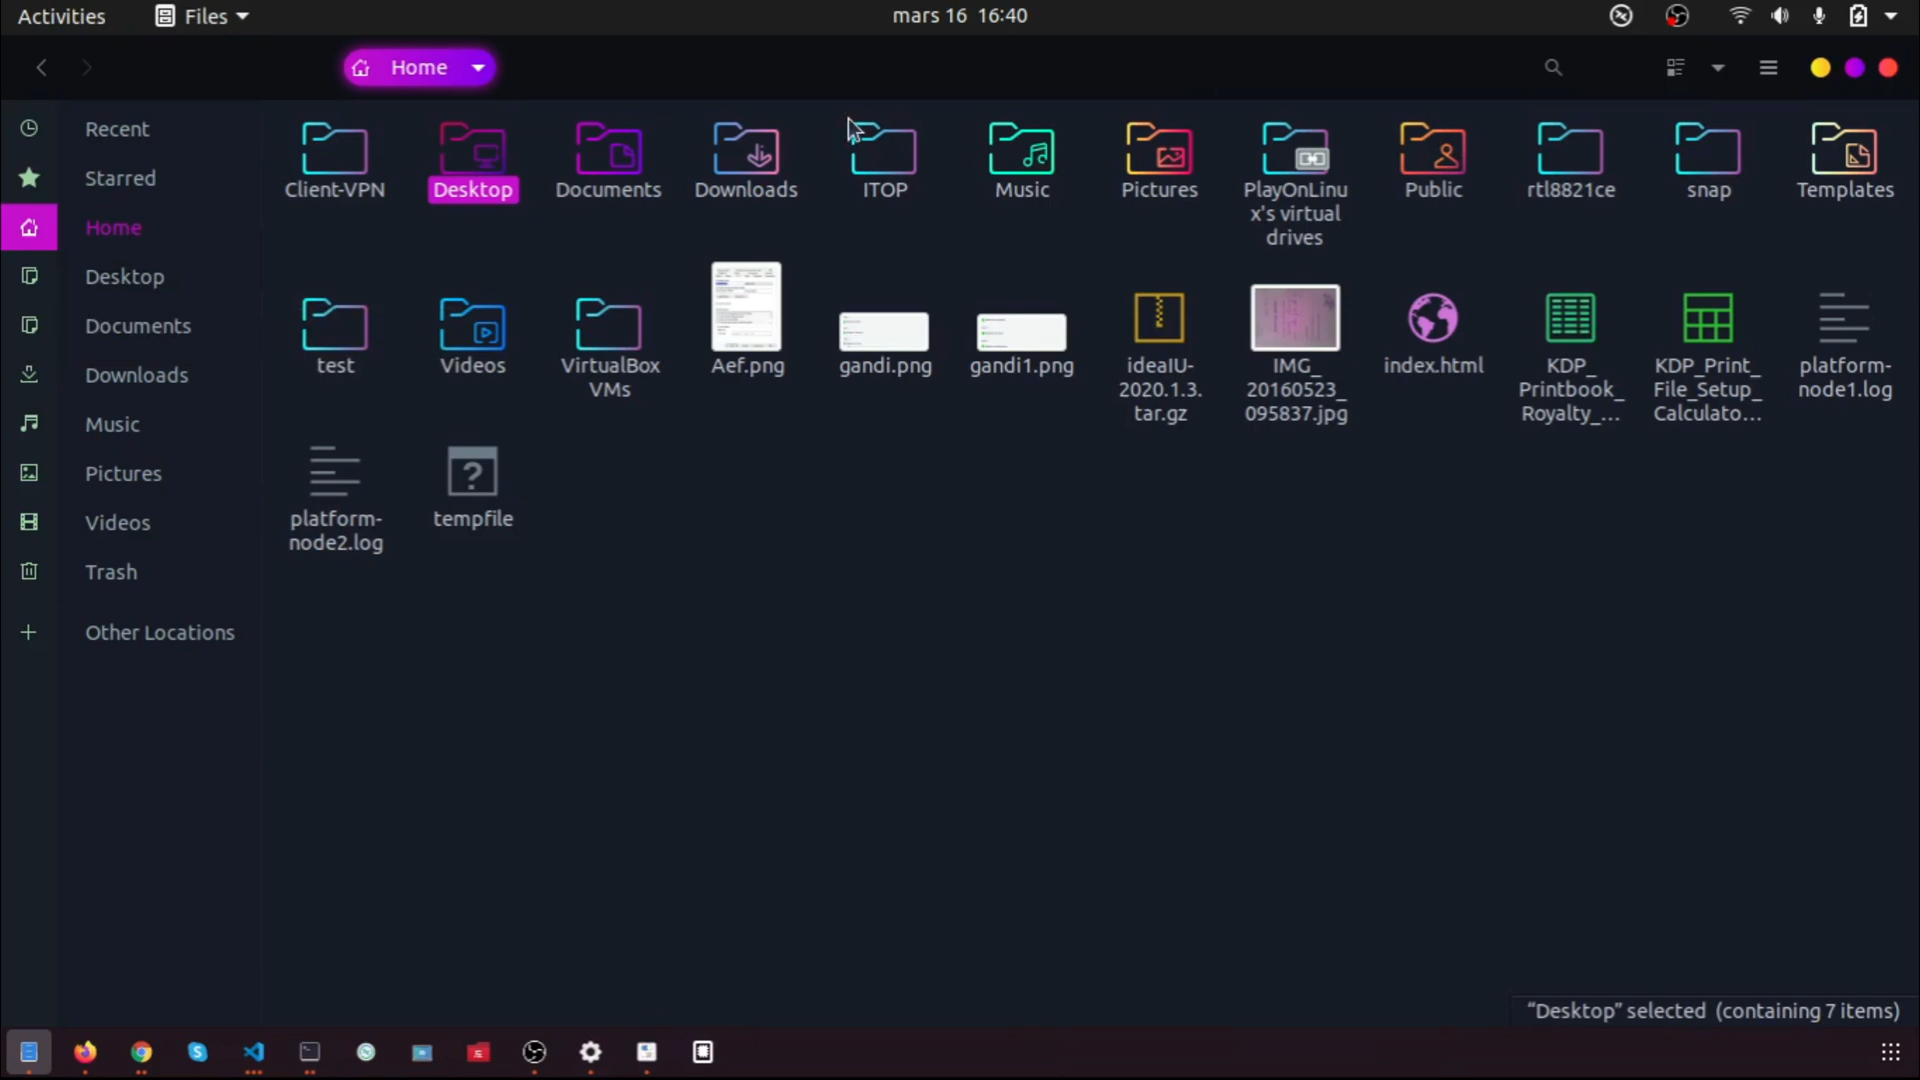 Activities
Files
mars 16 16:40
Home
Recent
Starred
Home
Desktop
Documents
Downloads
Music
Pictures
Videos
Trash
Other Locations
Client-VPN
Desktop
Documents
Downloads
ITOP
Music
Pictures
PlayOnLinu
x's virtual
drives
Public
rtl8821ce
snap
Templates
test
Videos
VirtualBox
VMs
Aef.png
gandi.png
gandi1.png
ideaIU-
2020.1.3.
tar.gz
IMG_
20160523_
095837.jpg
index.html
KDP_
Printbook_
Royalty_...
KDP_Print_
File_Setup_
Calculato...
platform-
node1.log
platform-
node2.log
tempfile
“Desktop” selected (containing 7 items)